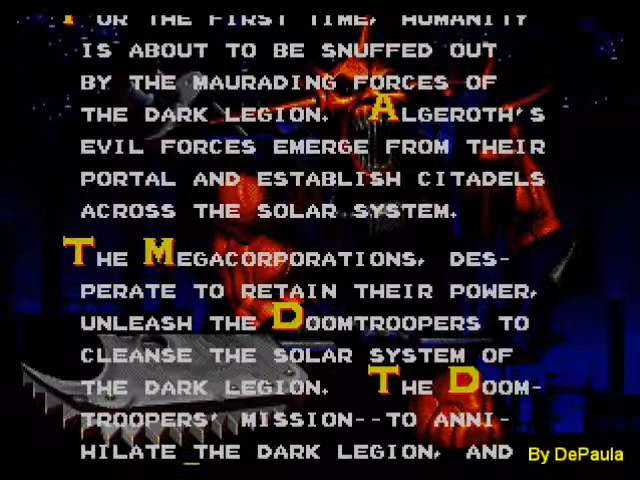 FOR THE FIRST TIME, HUMANITY
IS ABOUT TO BE SNUFFED OUT
BY THE MAURADING FORCES OF
THE DARK LEGION. ALGEROTH'S
EVIL FORCES EMERGE FROM THEIR
PORTAL AND ESTABLISH CITADELS
ACROSS THE SOLAR SYSTEM.
THE MEGACORPORATIONS, DES-
PERATE TO RETAIN THEIR POWER,
UNLEASH THE DOOMTROOPERS TO
CLEANSE THE SOLAR SYSTEM OF
THE DARK LEGION. THE DOOM-
TROOPERS' MISSION--TO ANNI-
HILATE THE DARK LEGION, AND
By DePaula